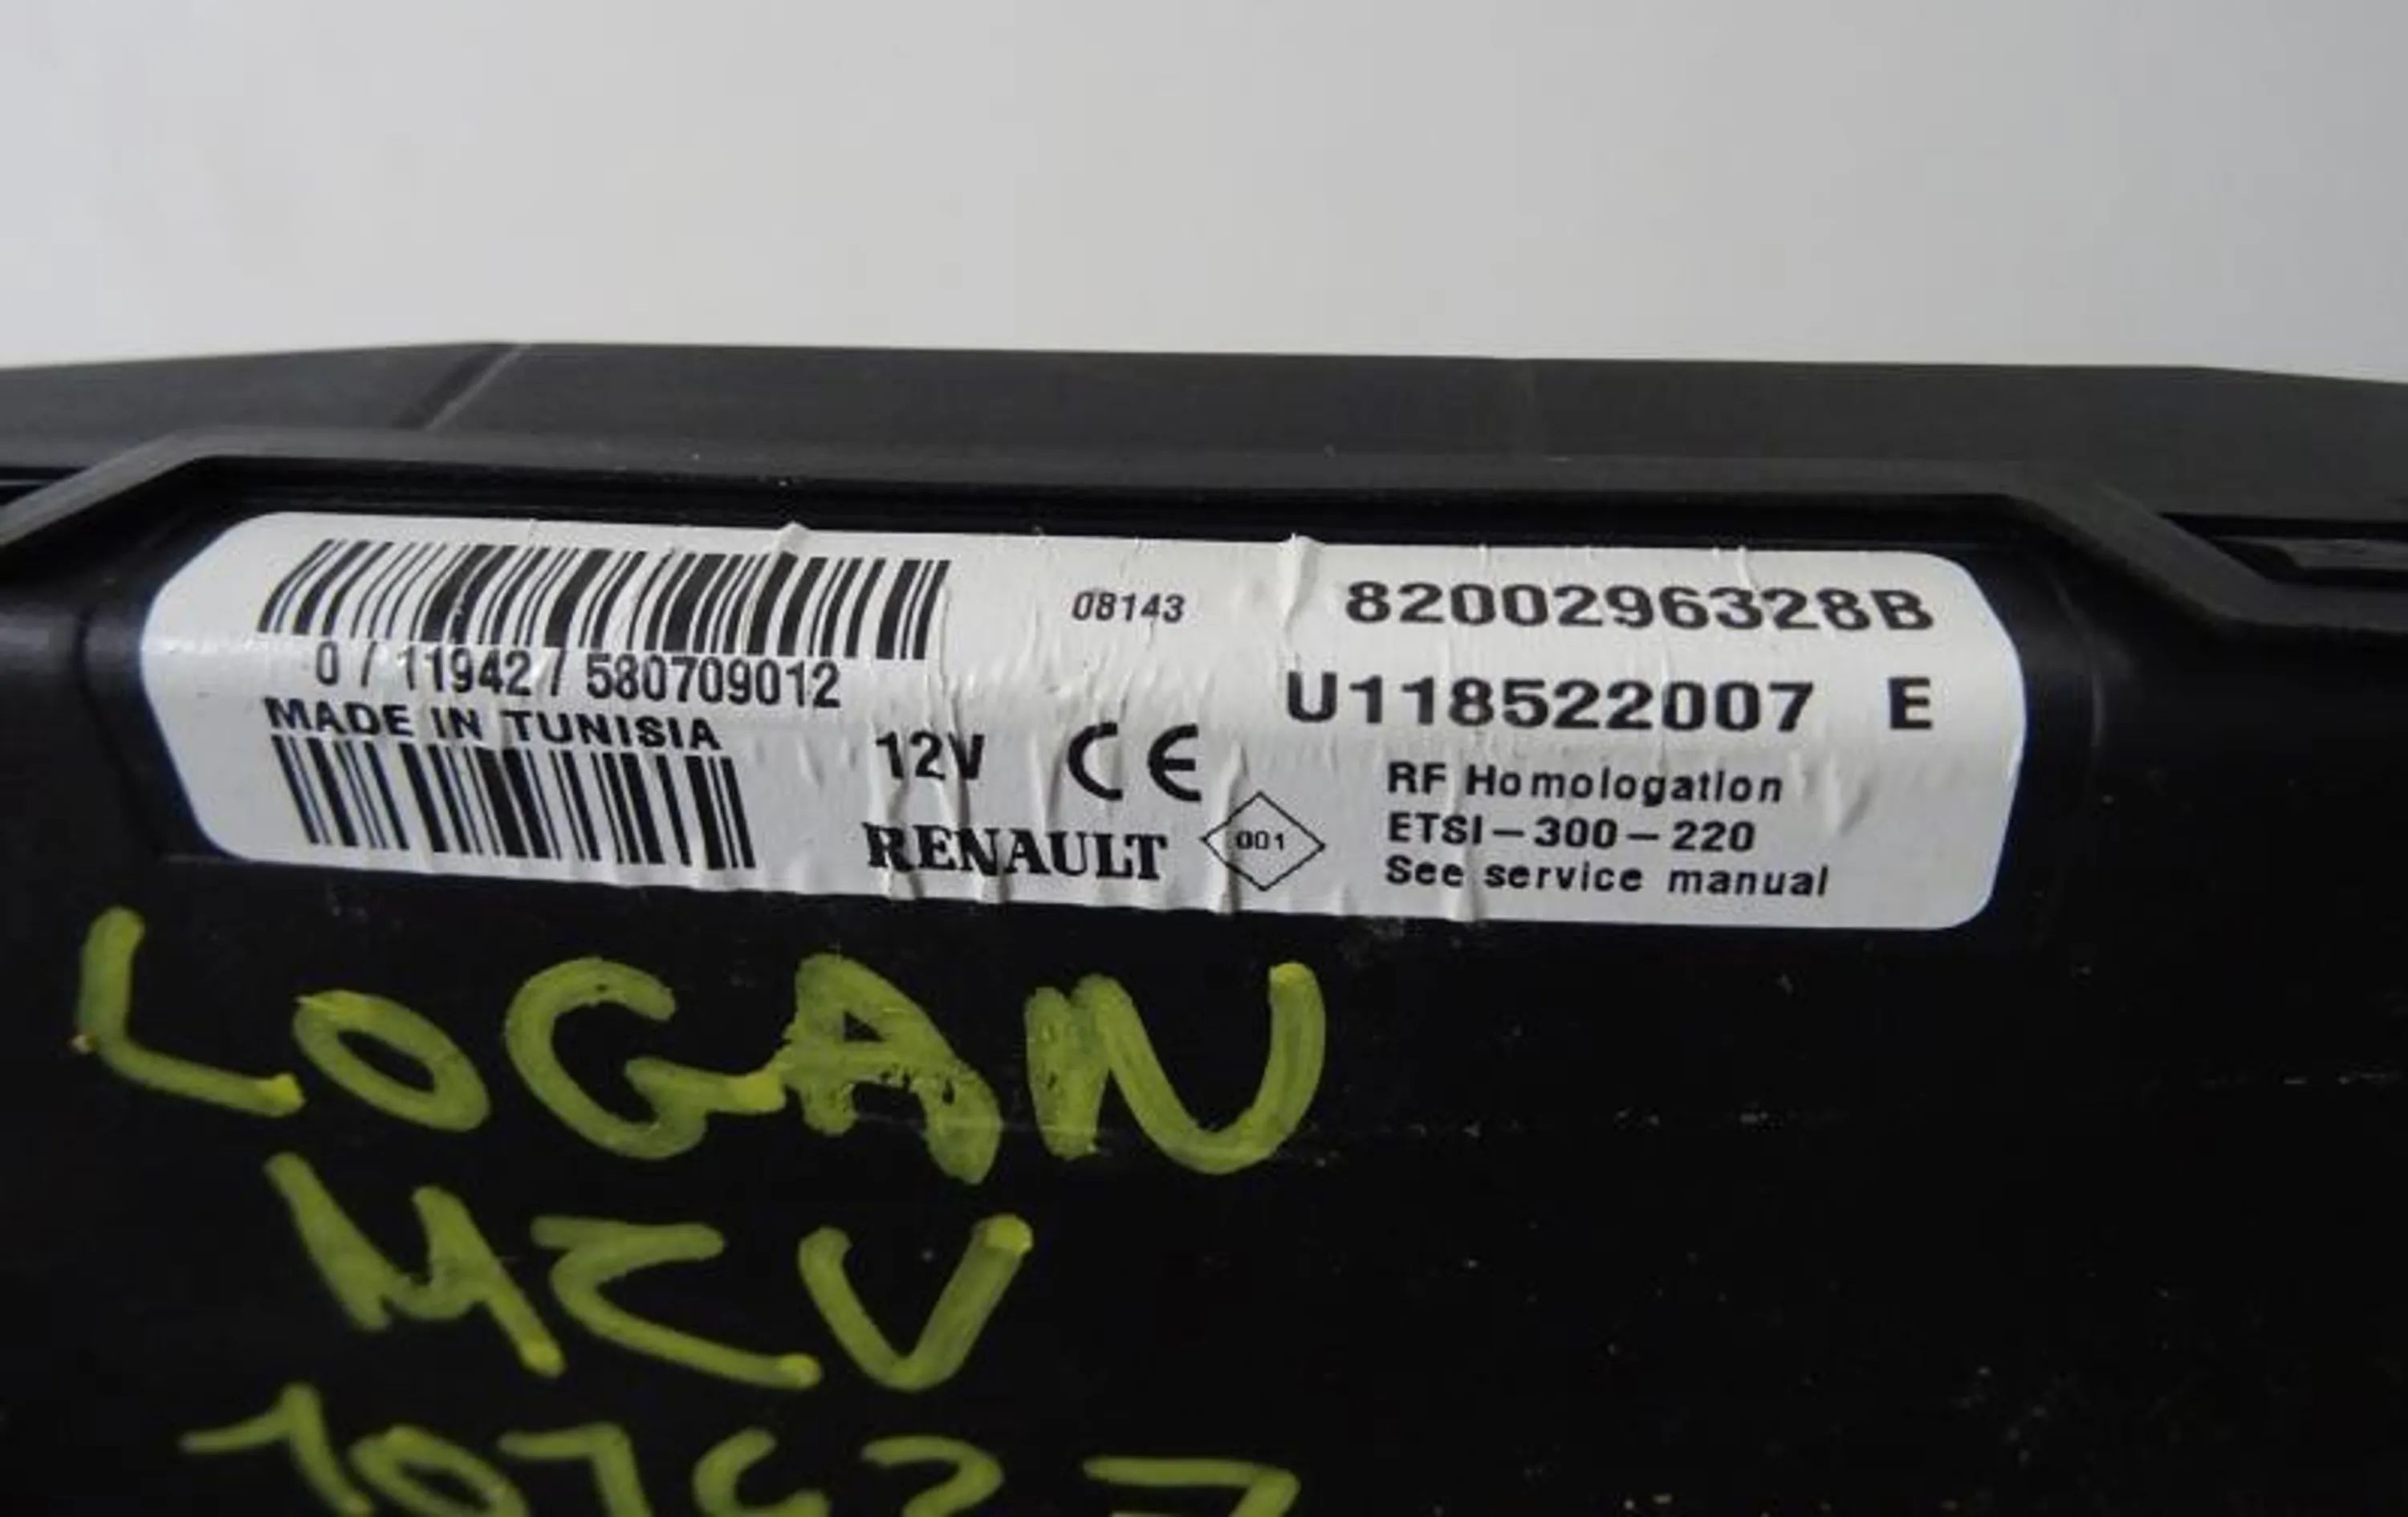 08143 8200296328B
0 / 11942 / 580709012
U118522007 E
MADE IN TUNISIA
12V CE
RF Homologation
ETSI-300-220
RENAULT 001
See service manual
LOGAN
MCV